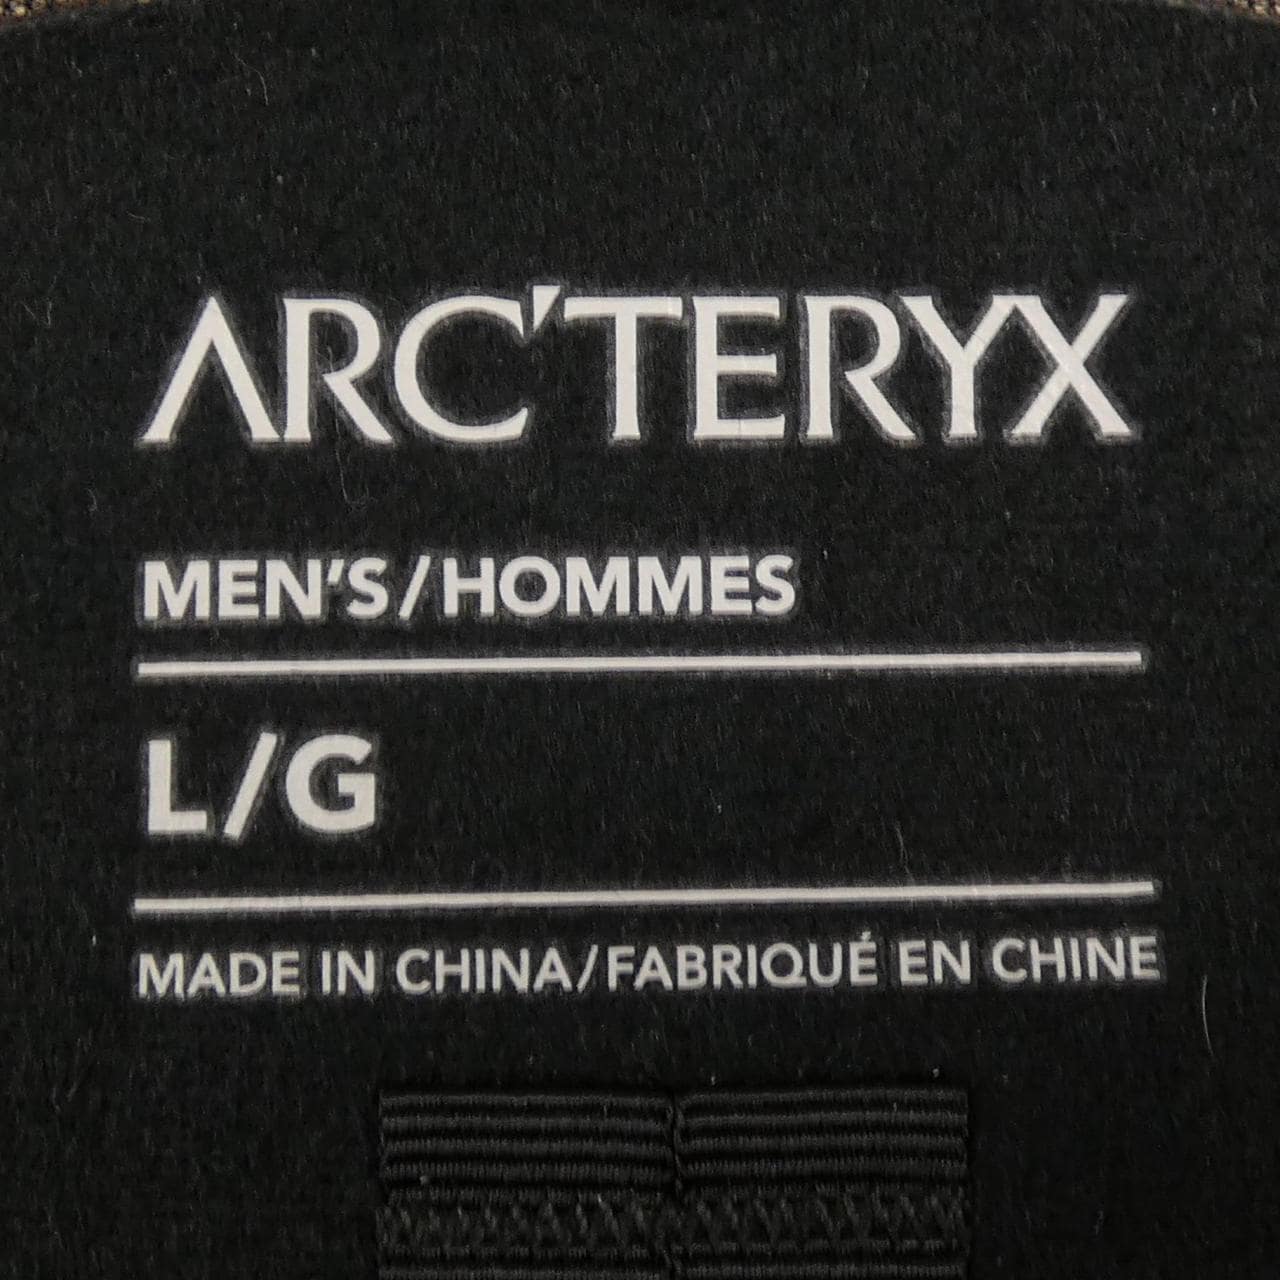 ARC'TERYX
MEN'S/HOMMES
L/G
MADE IN CHINA/FABRIQUÉ EN CHINE